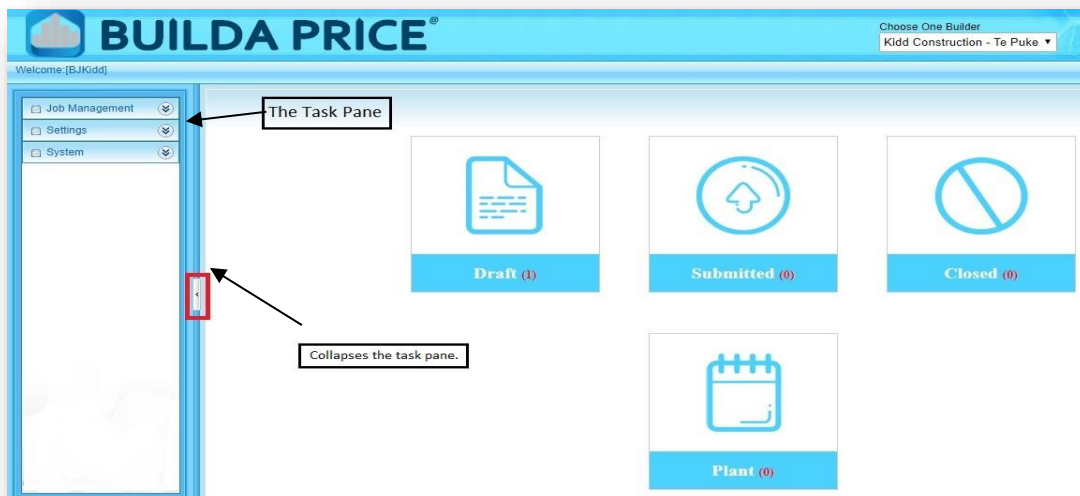 BUILDA PRICE®
Choose One Builder
Kidd Construction - Te Puke
Welcome:[BJKidd]
Job Management
Settings
System
The Task Pane
Draft (1)
Submitted (0)
Closed (0)
Collapses the task pane.
Plant (0)